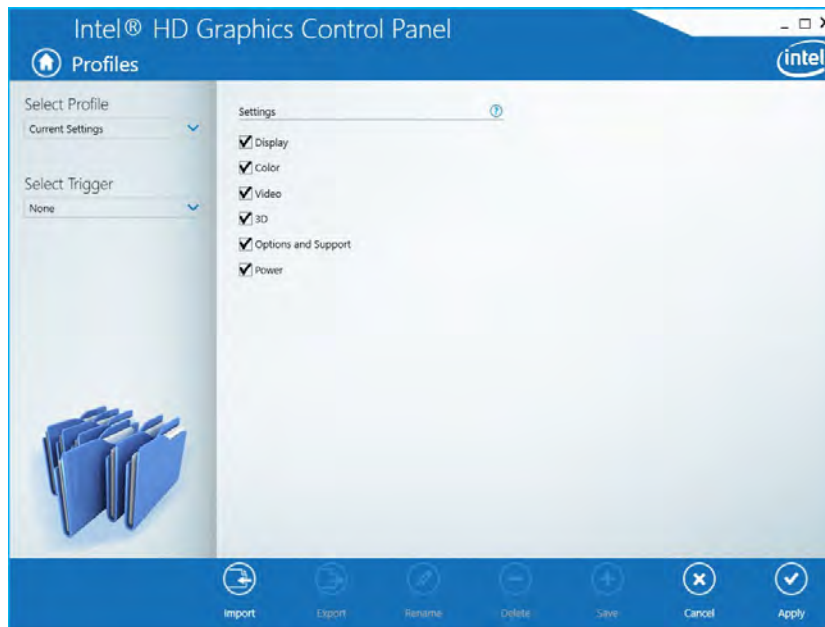 Intel® HD Graphics Control Panel
Profiles
intel
Select Profile
Current Settings
Select Trigger
None
Settings
?
Display
Color
Video
3D
Options and Support
Power
Import
Export
Rename
Delete
Save
Cancel
Apply